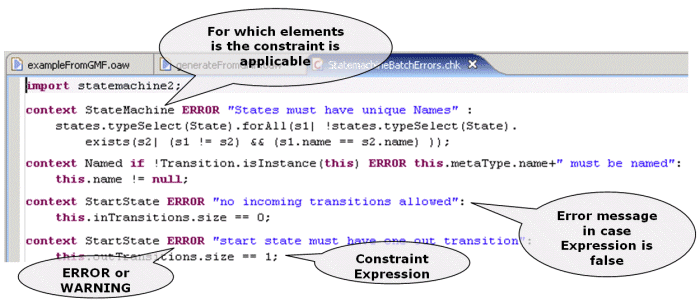 For which elements
is the constraint is
applicable
exampleFromGMF.oaw
StatemachineBatchErrors.chk
import statemachine2;
context StateMachine ERROR "States must have unique Names" :
states.typeSelect(State).forAll(s1| !states.typeSelect(State).
exists(s2| (s1 != s2) && (s1.name == s2.name) ));
context Named if !Transition.isInstance(this) ERROR this.metaType.name+" must be named":
this.name != null;
context StartState ERROR "no incoming transitions allowed":
this.inTransitions.size == 0;
context StartState ERROR "start state must have one out transition":
this.outTransitions.size == 1;
Error message
in case
Expression is
false
ERROR or
WARNING
Constraint
Expression